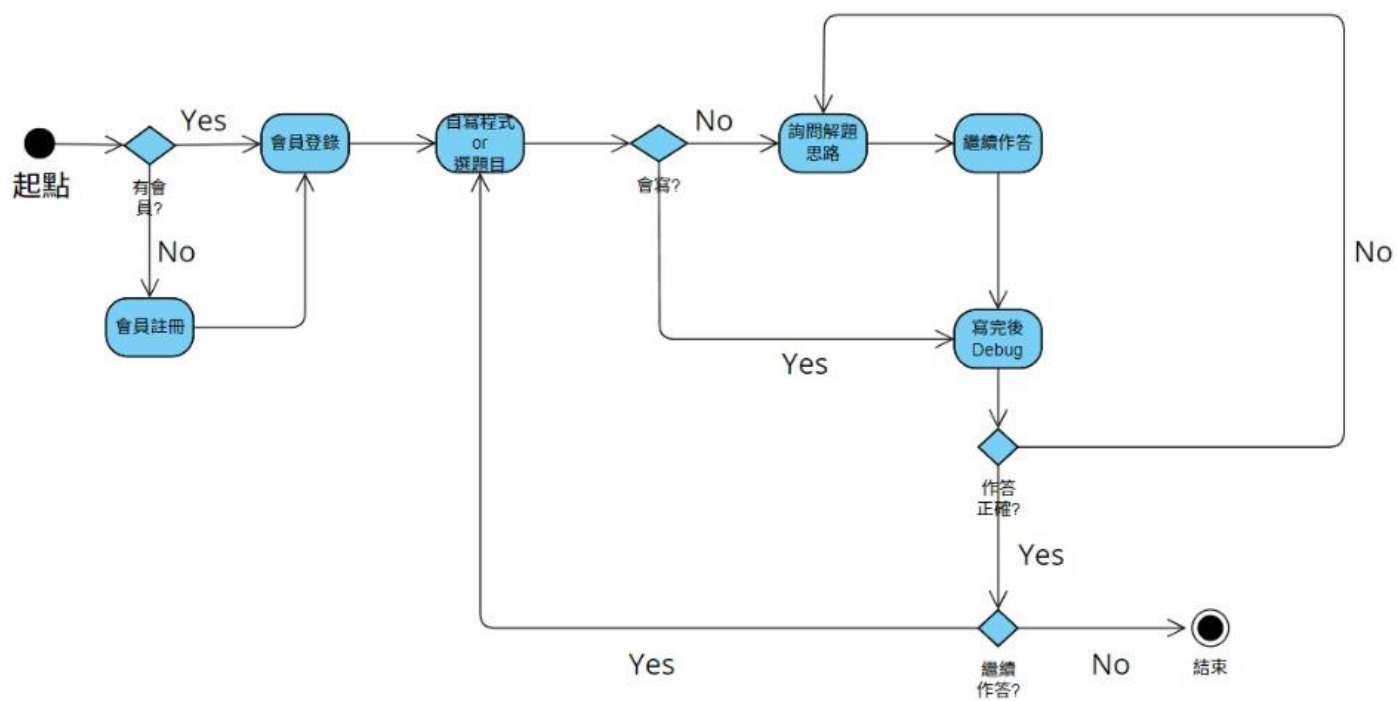 Yes
No
會員登錄
自寫程式
or
選題目
詢問解題
思路
繼續作答
起點
有會
員?
會寫?
No
No
會員註冊
寫完後
Debug
Yes
作答
正確?
Yes
Yes
繼續
作答?
No
結束